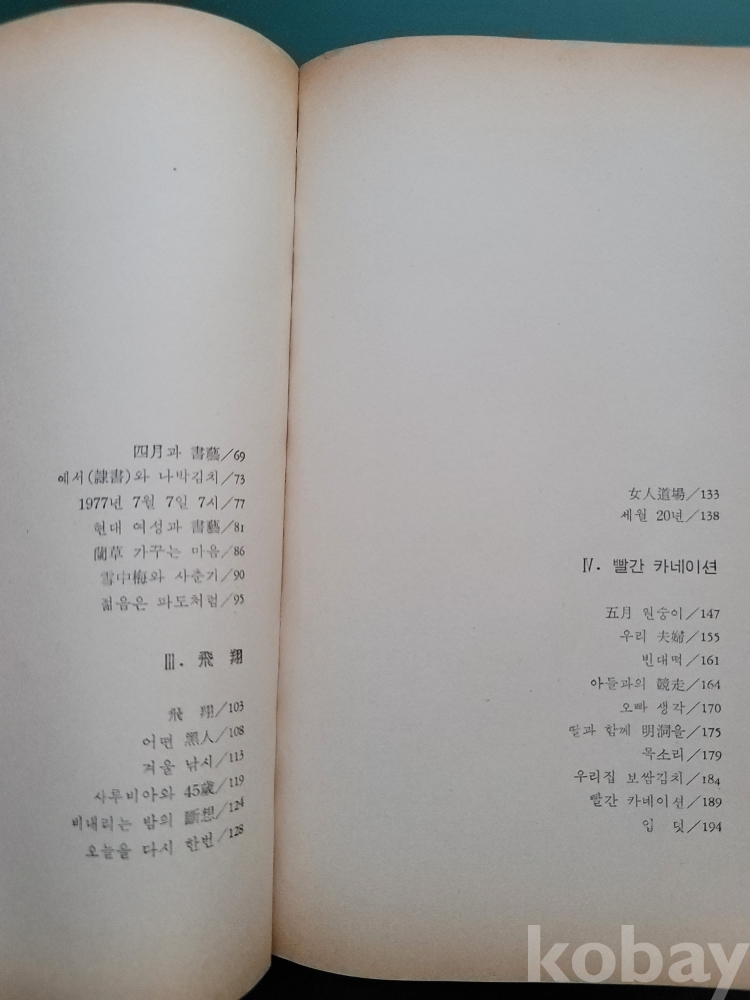 四月과 書藝/69
예서(隸書)와 나박김치/73
1977년 7월 7일 7시/77
현대 여성과 書藝/81
蘭草 가꾸는 마음/86
雪中梅와 사춘기/90
젊음은 파도처럼/95
Ⅲ. 飛 翔
飛 翔/103
어떤 黑人/108
겨울 낚시/113
사루비아와 45歲/119
비내리는 밤의 斷想/124
오늘을 다시 한번/128
女人道場/133
세월 20년/138
Ⅳ. 빨간 카네이션
五月 원숭이/147
우리 夫婦/155
빈대떡/161
아들과의 競走/164
오빠 생각/170
딸과 함께 明洞을/175
목소리/179
우리집 보쌈김치/184
빨간 카네이션/189
입 덧/194
kobay